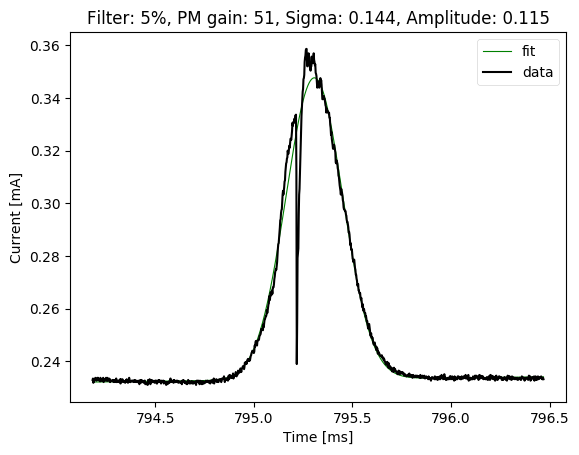 Filter: 5%, PM gain: 51, Sigma: 0.144, Amplitude: 0.115
fit
data
Current [mA]
0.36
0.34
0.32
0.30
0.28
0.26
0.24
794.5 795.0 795.5 796.0 796.5
Time [ms]